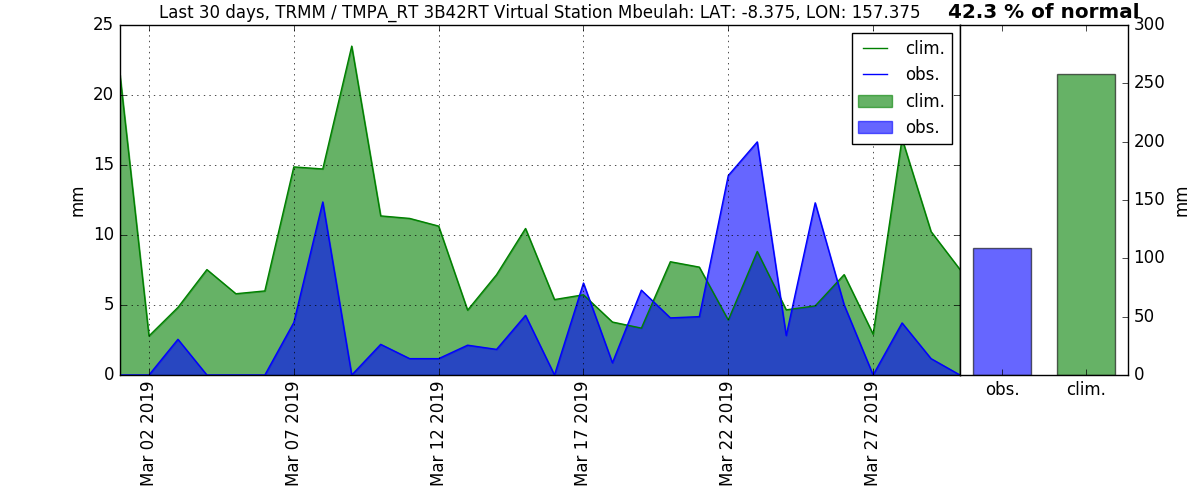 Last 30 days, TRMM / TMPA_RT 3B42RT Virtual Station Mbeulah: LAT: -8.375, LON: 157.375
42.3 % of normal
25
20
15
10
5
0
mm
clim.
obs.
clim.
obs.
Mar 02 2019
Mar 07 2019
Mar 12 2019
Mar 17 2019
Mar 22 2019
Mar 27 2019
300
250
200
150
100
50
0
mm
obs.
clim.